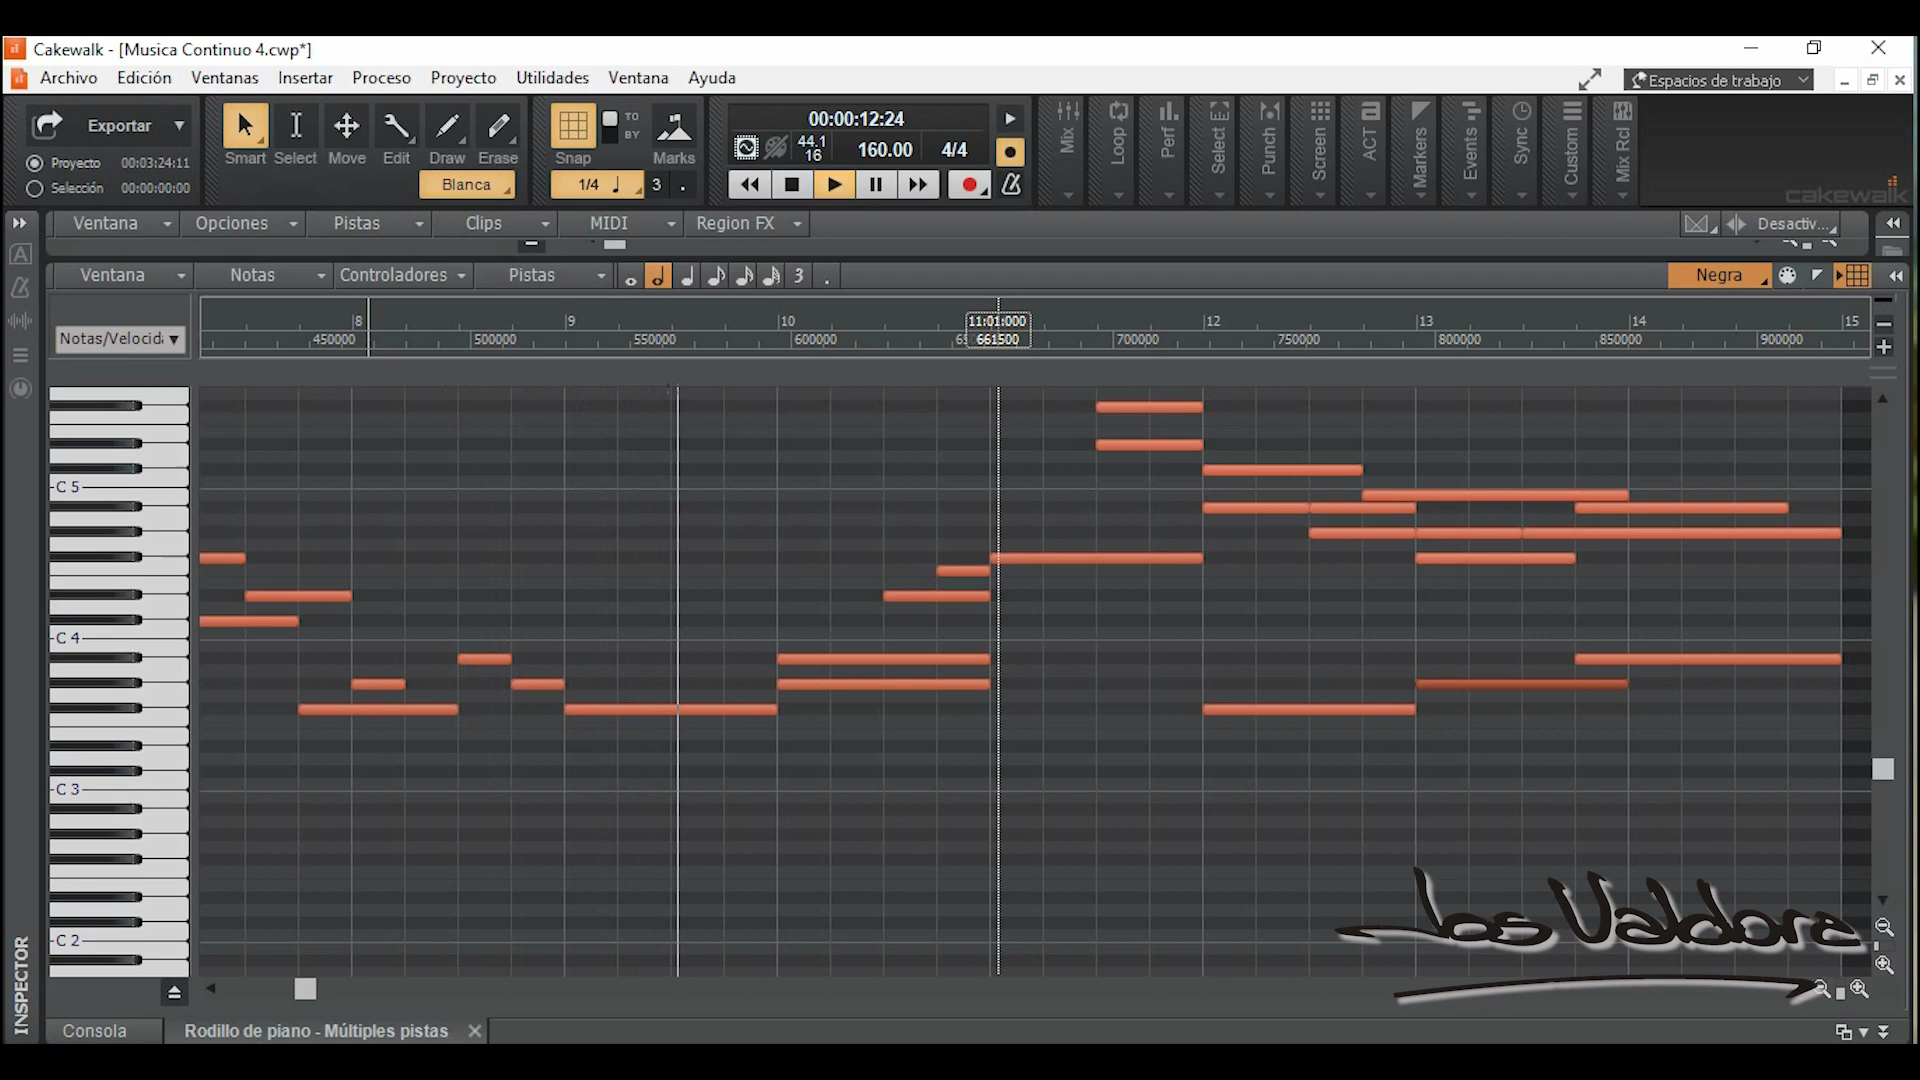 Cakewalk - [Musica Continuo 4.cwp*]
Archivo Edición Ventanas Insertar Proceso Proyecto Utilidades Ventana Ayuda
Espacios de trabajo
Exportar
Proyecto 00:03:24:11
Selección 00:00:00:00
Smart Select Move Edit Draw Erase
Blanca
Snap
TO
BY
Marks
1/4 3 .
00:00:12:24
44.1
16
160.00 4/4
Mix
Loop
Perf
Select
Punch
Screen
ACT
Markers
Events
Sync
Custom
Mix Rcl
cakewalk
Ventana Opciones Pistas Clips MIDI Region FX
Desactiv...
Ventana Notas Controladores Pistas
3 .
Negra
Notas/Velocid
8 9 10 11:01:000 12 13 14 15
450000 500000 550000 600000 661500 700000 750000 800000 850000 900000
C 5
C 4
C 3
C 2
INSPECTOR
Jos Valdore
Consola
Rodillo de piano - Múltiples pistas